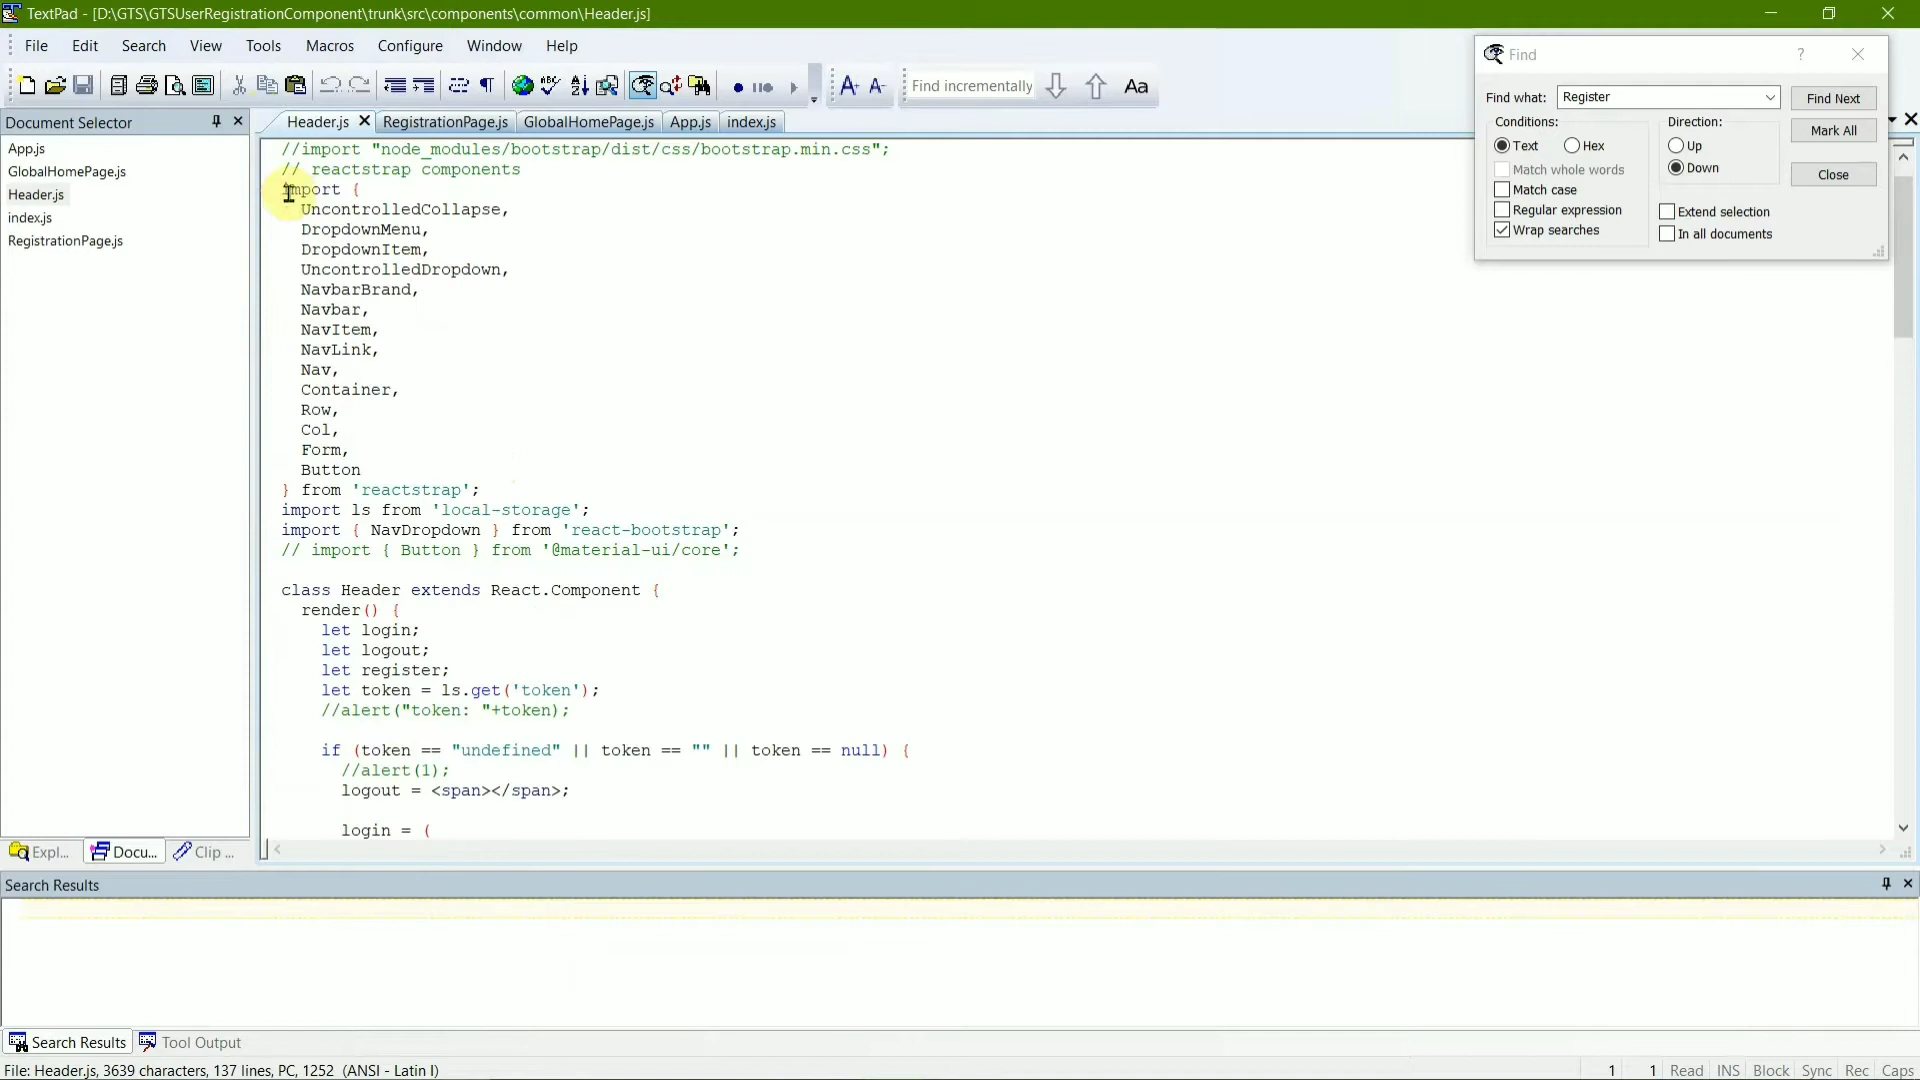 TextPad - [D:\GTS\GTSUserRegistrationComponent\trunk\src\components\common\Header.js]
File Edit Search View Tools Macros Configure Window Help
Find incrementally Aa
Find
Find what: Register Find Next
Conditions: Direction:
Text Hex Up Mark All
Match whole words Down Close
Match case
Regular expression Extend selection
Wrap searches In all documents
Document Selector
App.js
GlobalHomePage.js
Header.js
index.js
RegistrationPage.js
Expl... Docu... Clip ...
Header.js RegistrationPage.js GlobalHomePage.js App.js index.js
//import "node_modules/bootstrap/dist/css/bootstrap.min.css";
// reactstrap components
import {
UncontrolledCollapse,
DropdownMenu,
DropdownItem,
UncontrolledDropdown,
NavbarBrand,
Navbar,
NavItem,
NavLink,
Nav,
Container,
Row,
Col,
Form,
Button
} from 'reactstrap';
import ls from 'local-storage';
import { NavDropdown } from 'react-bootstrap';
// import { Button } from '@material-ui/core';
class Header extends React.Component {
render() {
let login;
let logout;
let register;
let token = ls.get('token');
//alert("token: "+token);
if (token == "undefined" || token == "" || token == null) {
//alert(1);
logout = <span></span>;
login = (
Search Results
Search Results Tool Output
File: Header.js, 3639 characters, 137 lines, PC, 1252 (ANSI - Latin I) 1 1 Read INS Block Sync Rec Caps